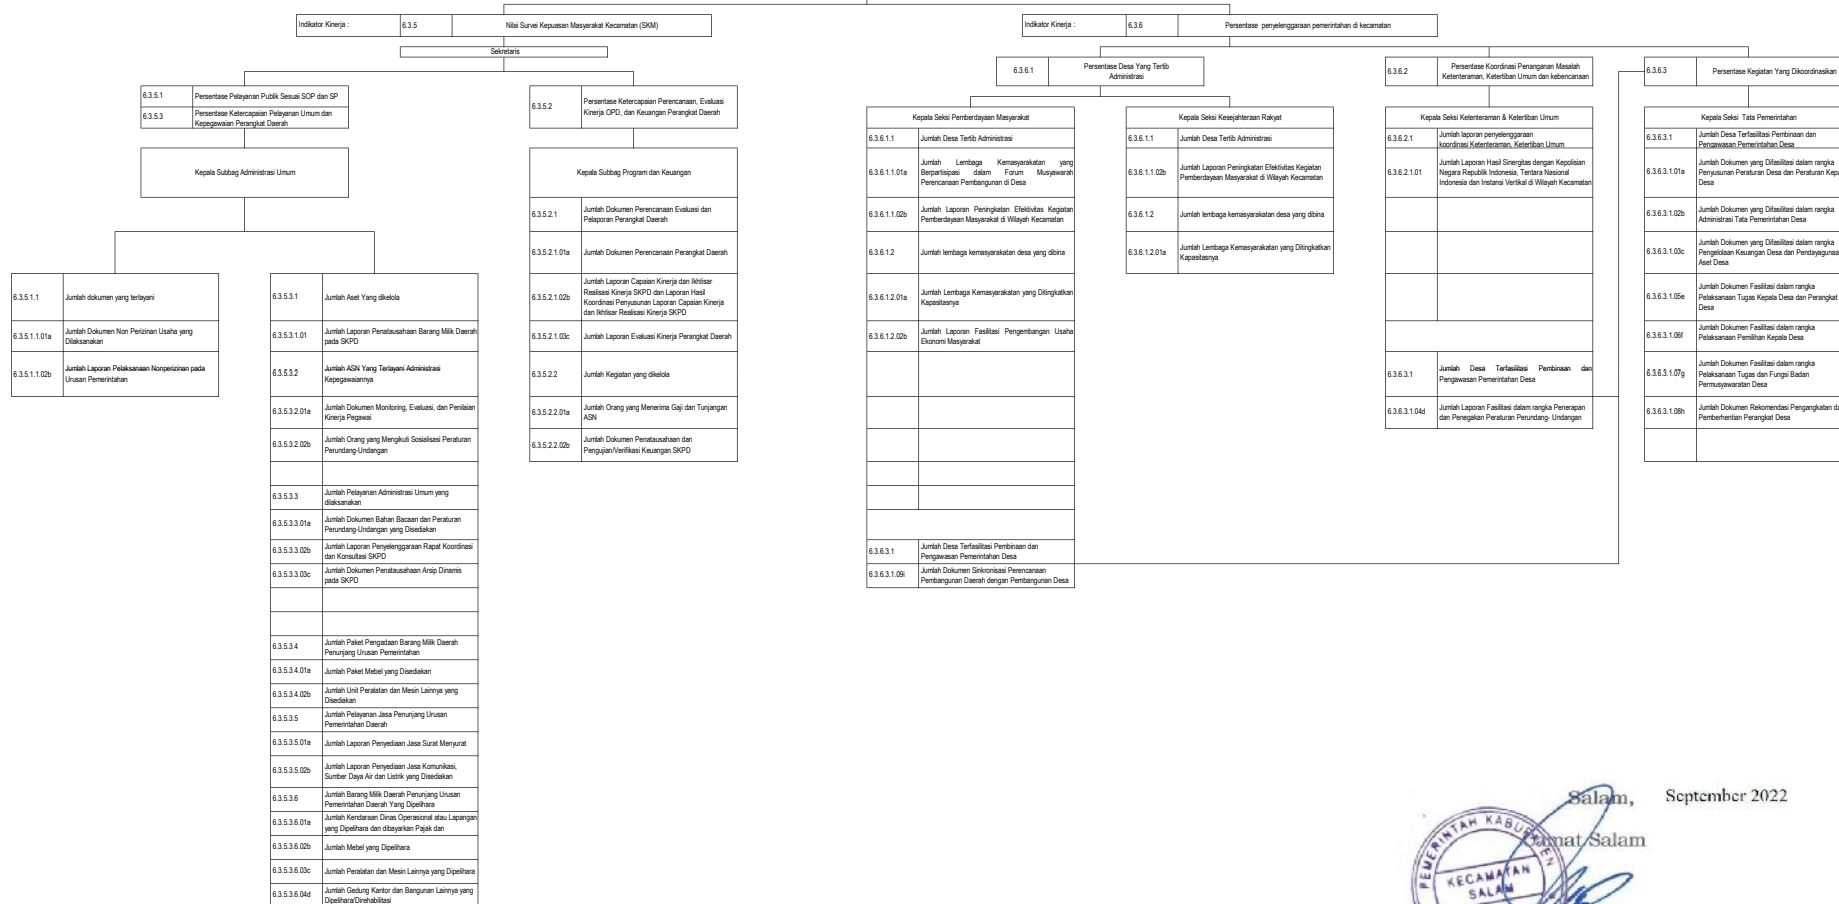 Indikator Kinerja :
6.3.5
Nilai Survei Kepuasan Masyarakat Kecamatan (SKM)
Sekretaris
6.3.5.1
Persentase Pelayanan Publik Sesuai SOP dan SP
6.3.5.3
Persentase Ketercapaian Pelayanan Umum dan
Kepegawaian Perangkat Daerah
Kepala Subbag Administrasi Umum
6.3.5.1.1
Jumlah dokumen yang terlayani
6.3.5.1.1.01a
Jumlah Dokumen Non Perizinan Usaha yang
Dilaksanakan
6.3.5.1.1.02b
Jumlah Laporan Pelaksanaan Nonperizinan pada
Urusan Pemerintahan
6.3.5.3.1
Jumlah Aset Yang dikelola
6.3.5.3.1.01
Jumlah Laporan Penatausahaan Barang Milik Daerah
pada SKPD
6.3.5.3.2
Jumlah ASN Yang Terlayani Administrasi
Kepegawaiannya
6.3.5.3.2.01a
Jumlah Dokumen Monitoring, Evaluasi, dan Penilaian
Kinerja Pegawai
6.3.5.3.2.02b
Jumlah Orang yang Mengikuti Sosialisasi Peraturan
Perundang-Undangan
6.3.5.3.3
Jumlah Pelayanan Administrasi Umum yang
dilaksanakan
6.3.5.3.3.01a
Jumlah Dokumen Bahan Bacaan dan Peraturan
Perundang-Undangan yang Disediakan
6.3.5.3.3.02b
Jumlah Laporan Penyelenggaraan Rapat Koordinasi
dan Konsultasi SKPD
6.3.5.3.3.03c
Jumlah Dokumen Penatausahaan Arsip Dinamis
pada SKPD
6.3.5.3.4
Jumlah Paket Pengadaan Barang Milik Daerah
Penunjang Urusan Pemerintahan
6.3.5.3.4.01a
Jumlah Paket Mebel yang Disediakan
6.3.5.3.4.02b
Jumlah Unit Peralatan dan Mesin Lainnya yang
Disediakan
6.3.5.3.5
Jumlah Pelayanan Jasa Penunjang Urusan
Pemerintahan Daerah
6.3.5.3.5.01a
Jumlah Laporan Penyediaan Jasa Surat Menyurat
6.3.5.3.5.02b
Jumlah Laporan Penyediaan Jasa Komunikasi,
Sumber Daya Air dan Listrik yang Disediakan
6.3.5.3.6
Jumlah Barang Milik Daerah Penunjang Urusan
Pemerintahan Daerah Yang Dipelihara
6.3.5.3.6.01a
Jumlah Kendaraan Dinas Operasional atau Lapangan
yang Dipelihara dan dibayarkan Pajak dan
6.3.5.3.6.02b
Jumlah Mebel yang Dipelihara
6.3.5.3.6.03c
Jumlah Peralatan dan Mesin Lainnya yang Dipelihara
6.3.5.3.6.04d
Jumlah Gedung Kantor dan Bangunan Lainnya yang
Dipelihara/Direhabilitasi
6.3.5.2
Persentase Ketercapaian Perencanaan, Evaluasi
Kinerja OPD, dan Keuangan Perangkat Daerah
Kepala Subbag Program dan Keuangan
6.3.5.2.1
Jumlah Dokumen Perencanaan Evaluasi dan
Pelaporan Perangkat Daerah
6.3.5.2.1.01a
Jumlah Dokumen Perencanaan Perangkat Daerah
6.3.5.2.1.02b
Jumlah Laporan Capaian Kinerja dan Ikhtisar
Realisasi Kinerja SKPD dan Laporan Hasil
Koordinasi Penyusunan Laporan Capaian Kinerja
dan Ikhtisar Realisasi Kinerja SKPD
6.3.5.2.1.03c
Jumlah Laporan Evaluasi Kinerja Perangkat Daerah
6.3.5.2.2
Jumlah Kegiatan yang dikelola
6.3.5.2.2.01a
Jumlah Orang yang Menerima Gaji dan Tunjangan
ASN
6.3.5.2.2.02b
Jumlah Dokumen Penatausahaan dan
Pengujian/Verifikasi Keuangan SKPD
Indikator Kinerja :
6.3.6
Persentase penyelenggaraan pemerintahan di kecamatan
6.3.6.1
Persentase Desa Yang Tertib
Administrasi
Kepala Seksi Pemberdayaan Masyarakat
6.3.6.1.1
Jumlah Desa Tertib Administrasi
6.3.6.1.1.01a
Jumlah Lembaga Kemasyarakatan yang
Berpartisipasi dalam Forum Musyawarah
Perencanaan Pembangunan di Desa
6.3.6.1.1.02b
Jumlah Laporan Peningkatan Efektivitas Kegiatan
Pemberdayaan Masyarakat di Wilayah Kecamatan
6.3.6.1.2
Jumlah lembaga kemasyarakatan desa yang dibina
6.3.6.1.2.01a
Jumlah Lembaga Kemasyarakatan yang Ditingkatkan
Kapasitasnya
6.3.6.1.2.02b
Jumlah Laporan Fasilitasi Pengembangan Usaha
Ekonomi Masyarakat
6.3.6.3.1
Jumlah Desa Terfasilitasi Pembinaan dan
Pengawasan Pemerintahan Desa
6.3.6.3.1.09i
Jumlah Dokumen Sinkronisasi Perencanaan
Pembangunan Daerah dengan Pembangunan Desa
Kepala Seksi Kesejahteraan Rakyat
6.3.6.1.1
Jumlah Desa Tertib Administrasi
6.3.6.1.1.02b
Jumlah Laporan Peningkatan Efektivitas Kegiatan
Pemberdayaan Masyarakat di Wilayah Kecamatan
6.3.6.1.2
Jumlah lembaga kemasyarakatan desa yang dibina
6.3.6.1.2.01a
Jumlah Lembaga Kemasyarakatan yang Ditingkatkan
Kapasitasnya
6.3.6.2
Persentase Koordinasi Penanganan Masalah
Ketenteraman, Ketertiban Umum dan kebencanaan
Kepala Seksi Ketenteraman & Ketertiban Umum
6.3.6.2.1
Jumlah laporan penyelenggaraan
koordinasi Ketenteraman, Ketertiban Umum
6.3.6.2.1.01
Jumlah Laporan Hasil Sinergitas dengan Kepolisian
Negara Republik Indonesia, Tentara Nasional
Indonesia dan Instansi Vertikal di Wilayah Kecamatan
6.3.6.3.1
Jumlah Desa Terfasilitasi Pembinaan dan
Pengawasan Pemerintahan Desa
6.3.6.3.1.04d
Jumlah Laporan Fasilitasi dalam rangka Penerapan
dan Penegakan Peraturan Perundang- Undangan
6.3.6.3
Persentase Kegiatan Yang Dikoordinasikan
Kepala Seksi Tata Pemerintahan
6.3.6.3.1
Jumlah Desa Terfasilitasi Pembinaan dan
Pengawasan Pemerintahan Desa
6.3.6.3.1.01a
Jumlah Dokumen yang Difasilitasi dalam rangka
Penyusunan Peraturan Desa dan Peraturan Kepa
Desa
6.3.6.3.1.02b
Jumlah Dokumen yang Difasilitasi dalam rangka
Administrasi Tata Pemerintahan Desa
6.3.6.3.1.03c
Jumlah Dokumen yang Difasilitasi dalam rangka
Pengelolaan Keuangan Desa dan Pendayagunaa
Aset Desa
6.3.6.3.1.05e
Jumlah Dokumen Fasilitasi dalam rangka
Pelaksanaan Tugas Kepala Desa dan Perangkat
Desa
6.3.6.3.1.06f
Jumlah Dokumen Fasilitasi dalam rangka
Pelaksanaan Pemilihan Kepala Desa
6.3.6.3.1.07g
Jumlah Dokumen Fasilitasi dalam rangka
Pelaksanaan Tugas dan Fungsi Badan
Permusyawaratan Desa
6.3.6.3.1.08h
Jumlah Dokumen Rekomendasi Pengangkatan da
Pemberhentian Perangkat Desa
Salam, September 2022
Camat Salam
PEMERINTAH KABUPATEN
KECAMATAN
SALAM